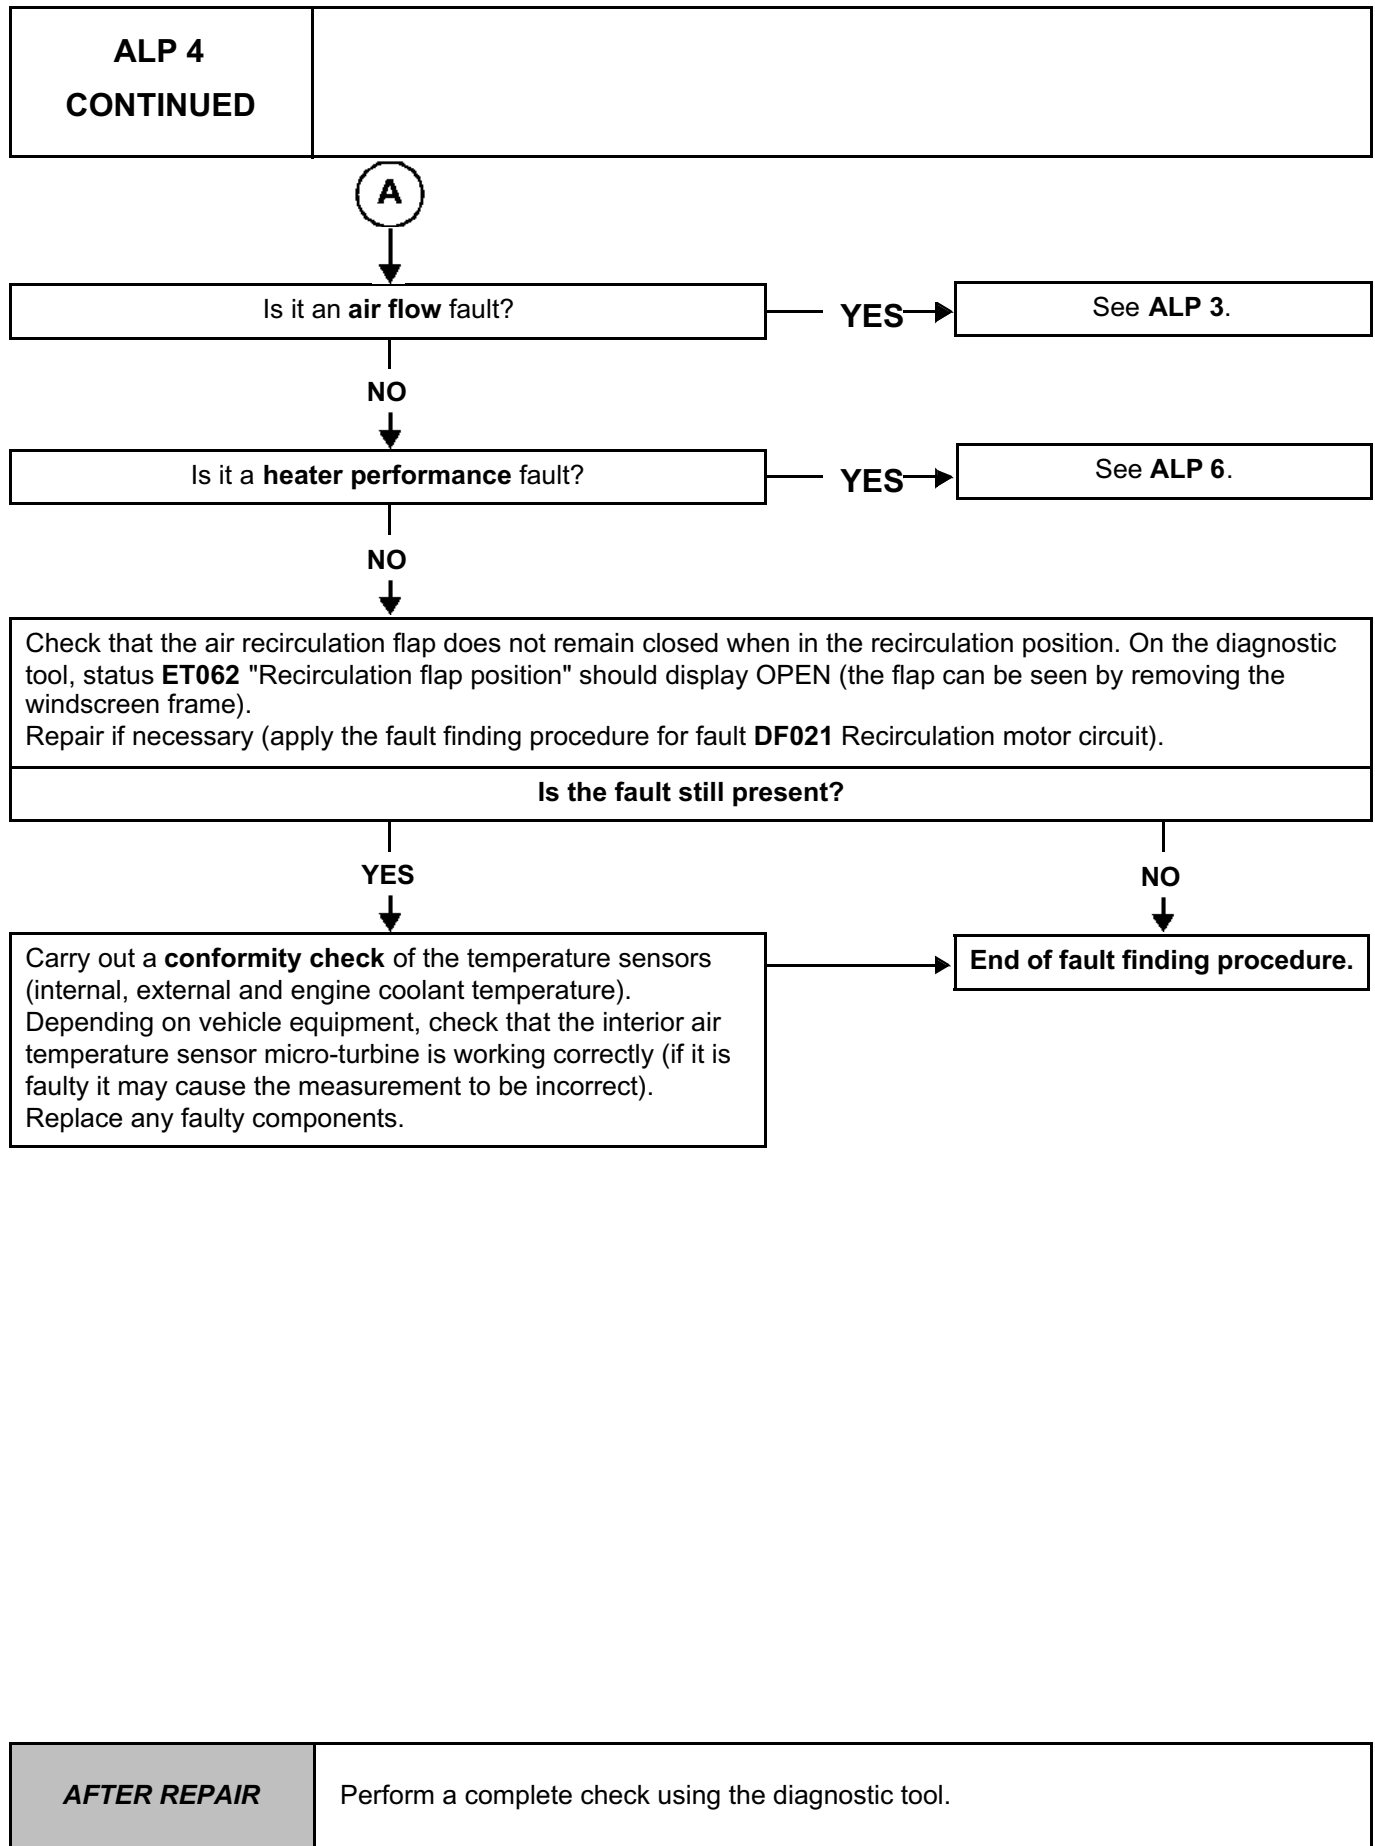 ALP 4
CONTINUED
A
Is it an air flow fault?
YES
See ALP 3.
NO
Is it a heater performance fault?
YES
See ALP 6.
NO
Check that the air recirculation flap does not remain closed when in the recirculation position. On the diagnostic
tool, status ET062 "Recirculation flap position" should display OPEN (the flap can be seen by removing the
windscreen frame).
Repair if necessary (apply the fault finding procedure for fault DF021 Recirculation motor circuit).
Is the fault still present?
YES
NO
Carry out a conformity check of the temperature sensors
(internal, external and engine coolant temperature).
Depending on vehicle equipment, check that the interior air
temperature sensor micro-turbine is working correctly (if it is
faulty it may cause the measurement to be incorrect).
Replace any faulty components.
End of fault finding procedure.
AFTER REPAIR
Perform a complete check using the diagnostic tool.